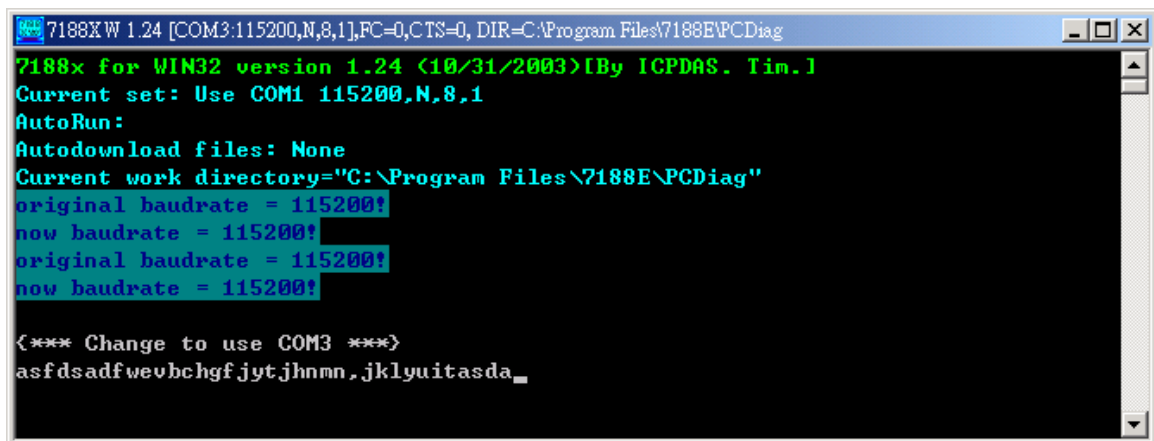 7188XW 1.24 [COM3:115200,N,8,1],FC=0,CTS=0, DIR=C:\Program Files\7188E\PCDiag
7188x for WIN32 version 1.24 (10/31/2003)[By ICPDAS. Tim.]
Current set: Use COM1 115200,N,8,1
AutoRun:
Autodownload files: None
Current work directory="C:\Program Files\7188E\PCDiag"
original baudrate = 115200!
now baudrate = 115200!
original baudrate = 115200!
now baudrate = 115200!
{*** Change to use COM3 ***}
asfdsadfwevbchgfjytjhnmn,jklyuitasda_